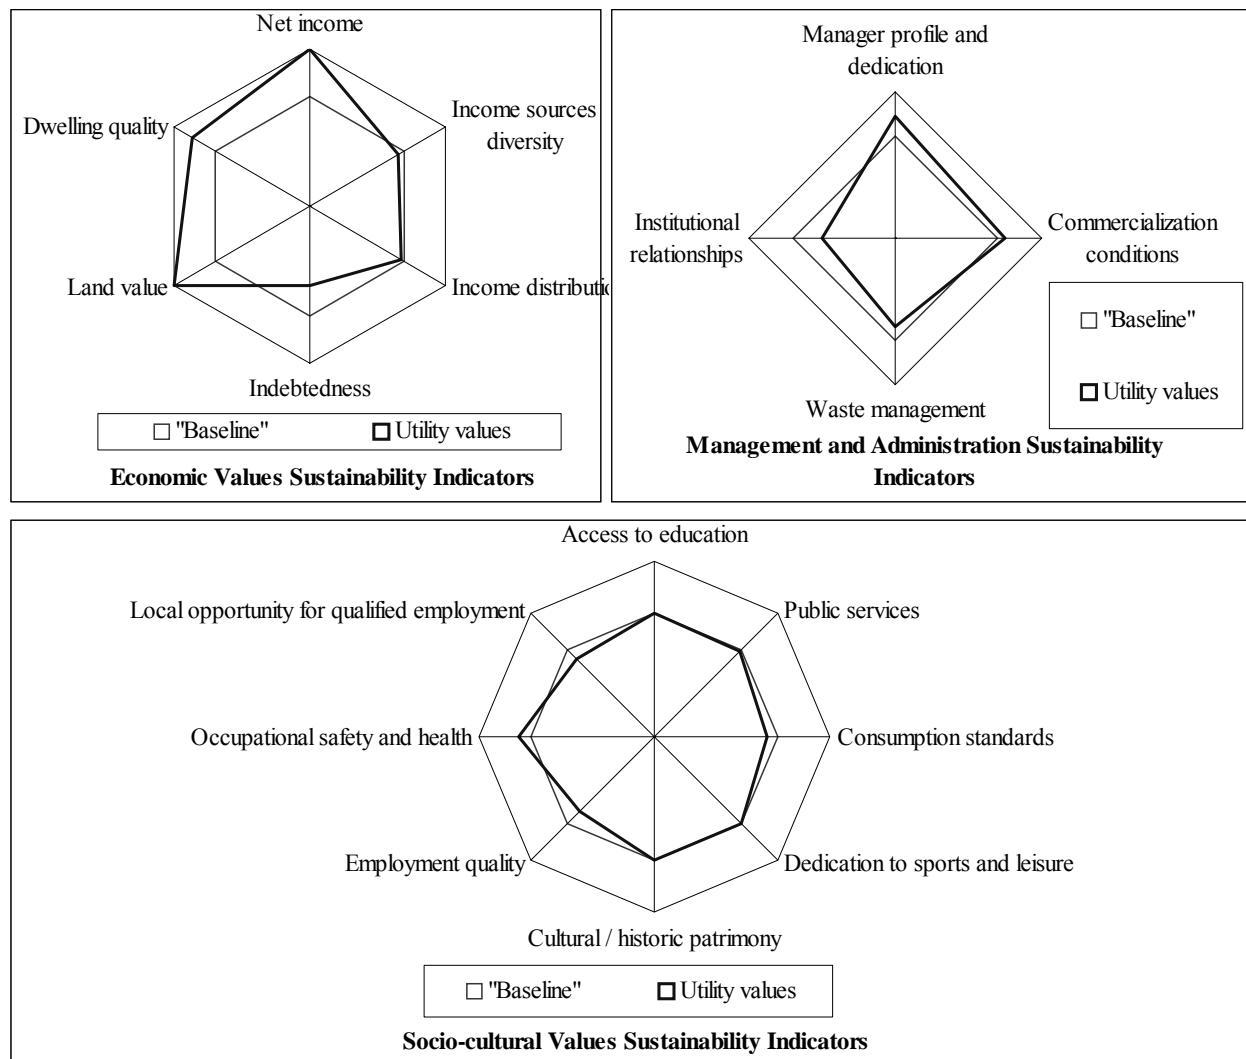 Net income
Income sources
diversity
Dwelling quality
Land value
Income distributio
Indebtedness
"Baseline" Utility values
Economic Values Sustainability Indicators
Manager profile and
dedication
Institutional
relationships
Commercialization
conditions
"Baseline"
Utility values
Waste management
Management and Administration Sustainability
Indicators
Access to education
Local opportunity for qualified employment
Public services
Occupational safety and health
Consumption standards
Employment quality
Dedication to sports and leisure
Cultural / historic patrimony
"Baseline" Utility values
Socio-cultural Values Sustainability Indicators